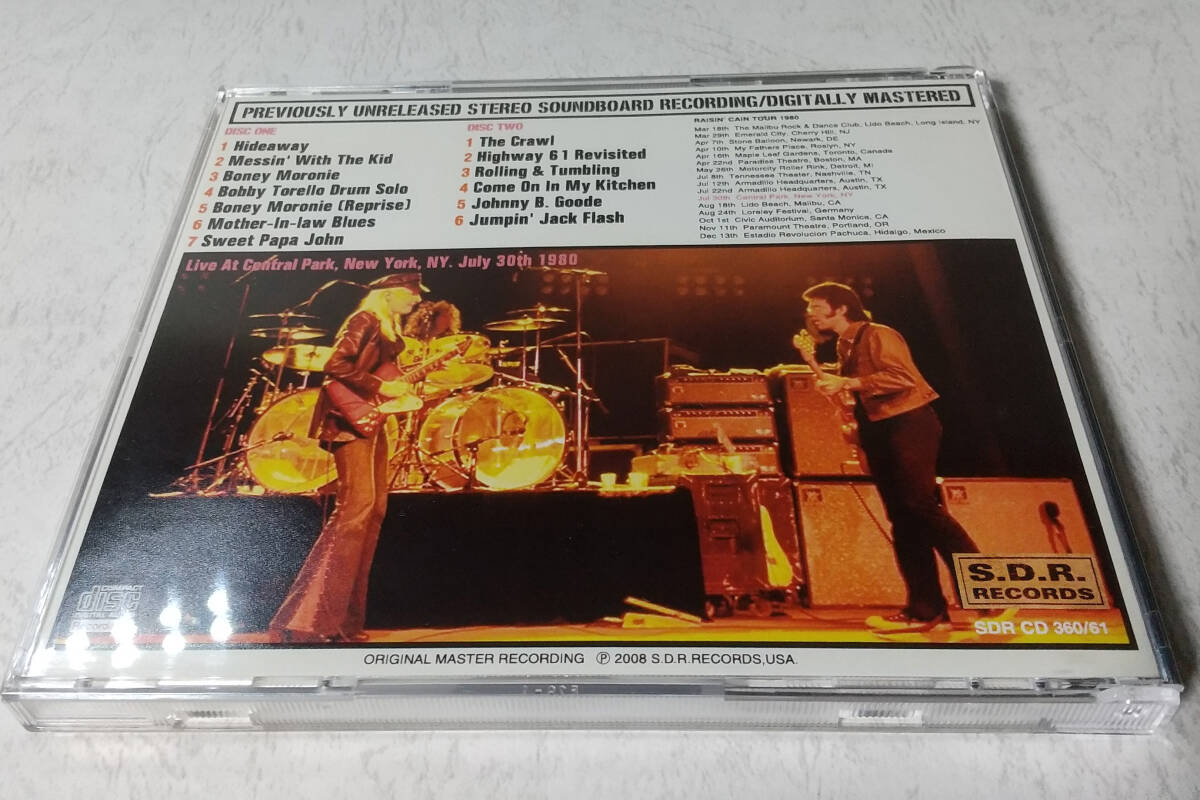 PREVIOUSLY UNRELEASED STEREO SOUNDBOARD RECORDING/DIGITALLY MASTERED
DISC ONE
1 Hideaway
2 Messin' With The Kid
3 Boney Moronie
4 Bobby Torello Drum Solo
5 Boney Moronie (Reprise)
6 Mother-In-law Blues
7 Sweet Papa John
DISC TWO
1 The Crawl
2 Highway 61 Revisited
3 Rolling & Tumbling
4 Come On In My Kitchen
5 Johnny B. Goode
6 Jumpin' Jack Flash
RAISIN' CAIN TOUR 1980
Mar 18th The Malibu Rock & Dance Club, Lido Beach, Long Island, NY
Mar 29th Emerald City, Cherry Hill, NJ
Apr 7th Stone Balloon, Newark, DE
Apr 10th My Fathers Place, Roslyn, NY
Apr 16th Maple Leaf Gardens, Toronto, Canada
Apr 22nd Paradise Theatre, Boston, MA
May 26th Motorcity Roller Rink, Detroit, MI
Jul 8th Tennessee Theater, Nashville, TN
Jul 12th Armadillo Headquarters, Austin, TX
Jul 22nd Armadillo Headquarters, Austin, TX
Jul 30th Central Park, New York, NY
Aug 18th Lido Beach, Malibu, CA
Aug 24th Loreley Festival, Germany
Oct 1st Civic Auditorium, Santa Monica, CA
Nov 11th Paramount Theatre, Portland, OR
Dec 13th Estadio Revolucion Pachuca, Hidalgo, Mexico
Live At Central Park, New York, NY. July 30th 1980
COMPACT
disc
DIGITAL
S.D.R.
RECORDS
SDR CD 360/61
ORIGINAL MASTER RECORDING Ⓟ 2008 S.D.R.RECORDS,USA.